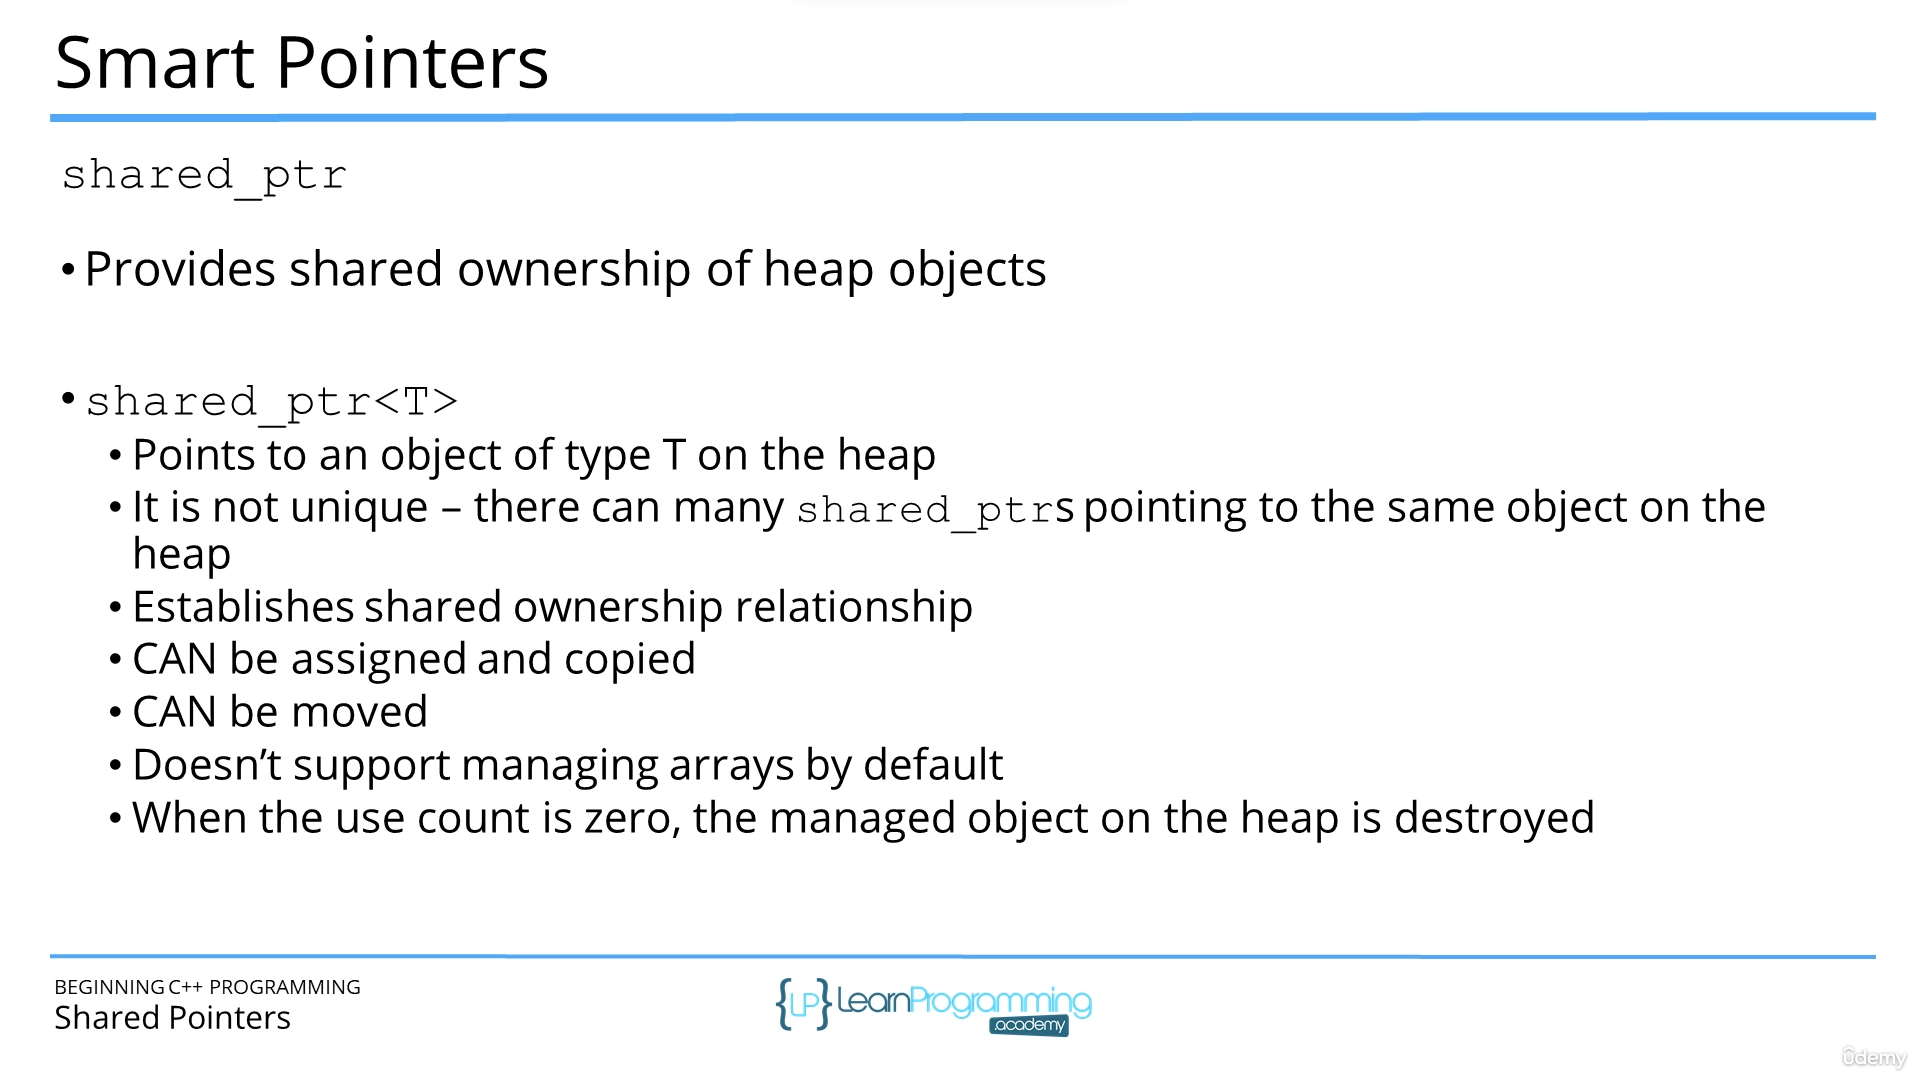 Smart Pointers
shared_ptr
• Provides shared ownership of heap objects
• shared_ptr<T>
• Points to an object of type T on the heap
• It is not unique – there can many shared_ptrs pointing to the same object on the
heap
• Establishes shared ownership relationship
• CAN be assigned and copied
• CAN be moved
• Doesn’t support managing arrays by default
• When the use count is zero, the managed object on the heap is destroyed
BEGINNING C++ PROGRAMMING
Shared Pointers
{LP} LearnProgramming
.academy
ûdemy